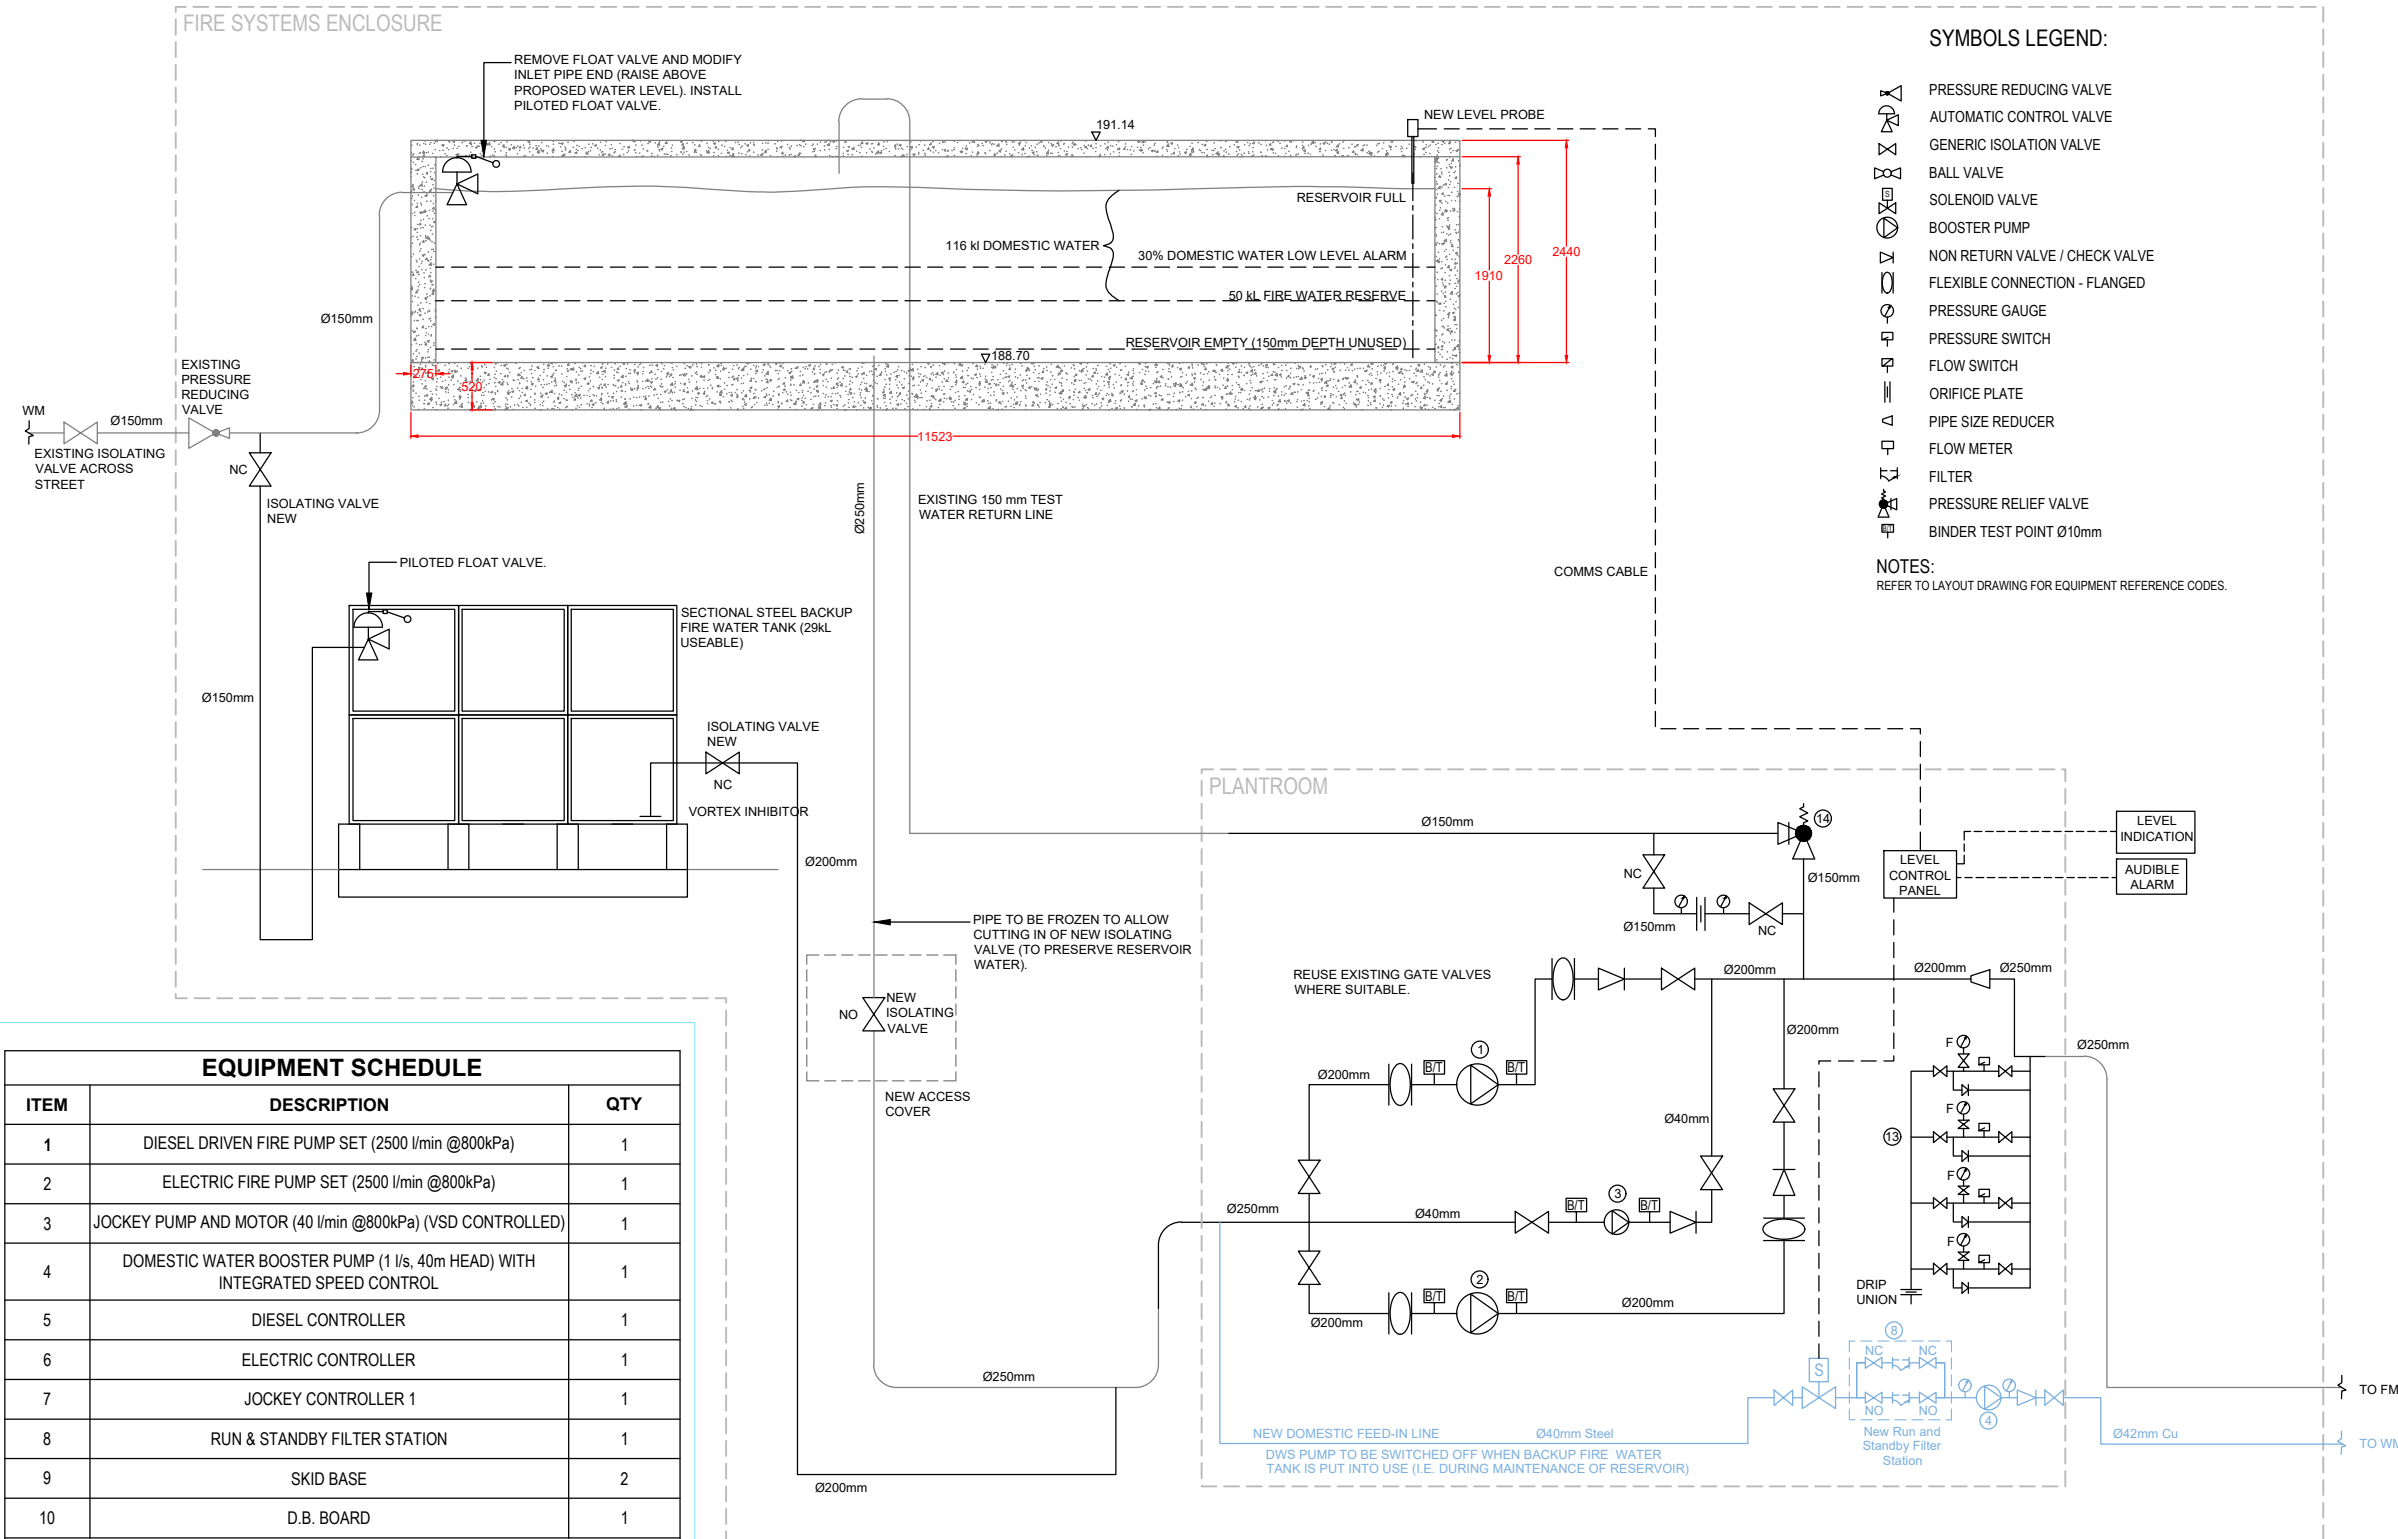 FIRE SYSTEMS ENCLOSURE
REMOVE FLOAT VALVE AND MODIFY
INLET PIPE END (RAISE ABOVE
PROPOSED WATER LEVEL). INSTALL
PILOTED FLOAT VALVE.
191.14
NEW LEVEL PROBE
RESERVOIR FULL
116 kl DOMESTIC WATER
30% DOMESTIC WATER LOW LEVEL ALARM
50 kL FIRE WATER RESERVE
RESERVOIR EMPTY (150mm DEPTH UNUSED)
188.70
1910
2260
2440
275
520
11523
Ø150mm
EXISTING
PRESSURE
REDUCING
VALVE
WM
Ø150mm
EXISTING ISOLATING
VALVE ACROSS
STREET
NC
ISOLATING VALVE
NEW
Ø150mm
PILOTED FLOAT VALVE.
SECTIONAL STEEL BACKUP
FIRE WATER TANK (29kL
USEABLE)
ISOLATING VALVE
NEW
NC
VORTEX INHIBITOR
Ø200mm
Ø250mm
EXISTING 150 mm TEST
WATER RETURN LINE
COMMS CABLE
PIPE TO BE FROZEN TO ALLOW
CUTTING IN OF NEW ISOLATING
VALVE (TO PRESERVE RESERVOIR
WATER).
NO
NEW
ISOLATING
VALVE
NEW ACCESS
COVER
Ø250mm
Ø200mm
SYMBOLS LEGEND:
PRESSURE REDUCING VALVE
AUTOMATIC CONTROL VALVE
GENERIC ISOLATION VALVE
BALL VALVE
S
SOLENOID VALVE
BOOSTER PUMP
NON RETURN VALVE / CHECK VALVE
FLEXIBLE CONNECTION - FLANGED
PRESSURE GAUGE
PRESSURE SWITCH
FLOW SWITCH
ORIFICE PLATE
PIPE SIZE REDUCER
FLOW METER
FILTER
PRESSURE RELIEF VALVE
B/T
BINDER TEST POINT Ø10mm
NOTES:
REFER TO LAYOUT DRAWING FOR EQUIPMENT REFERENCE CODES.
PLANTROOM
Ø150mm
14
NC
Ø150mm
Ø150mm
NC
LEVEL
CONTROL
PANEL
LEVEL
INDICATION
AUDIBLE
ALARM
REUSE EXISTING GATE VALVES
WHERE SUITABLE.
Ø200mm
Ø200mm
Ø250mm
Ø200mm
Ø250mm
Ø200mm
B/T
1
B/T
Ø40mm
Ø250mm
Ø40mm
B/T
3
B/T
B/T
2
B/T
Ø200mm
Ø200mm
F
F
13
F
F
DRIP
UNION
8
NC
NC
S
NO
NO
4
New Run and
Standby Filter
Station
NEW DOMESTIC FEED-IN LINE
Ø40mm Steel
DWS PUMP TO BE SWITCHED OFF WHEN BACKUP FIRE WATER
TANK IS PUT INTO USE (I.E. DURING MAINTENANCE OF RESERVOIR)
Ø42mm Cu
TO FM
TO WM
EQUIPMENT SCHEDULE
ITEM DESCRIPTION QTY
1 DIESEL DRIVEN FIRE PUMP SET (2500 l/min @800kPa) 1
2 ELECTRIC FIRE PUMP SET (2500 l/min @800kPa) 1
3 JOCKEY PUMP AND MOTOR (40 l/min @800kPa) (VSD CONTROLLED) 1
4 DOMESTIC WATER BOOSTER PUMP (1 l/s, 40m HEAD) WITH
INTEGRATED SPEED CONTROL 1
5 DIESEL CONTROLLER 1
6 ELECTRIC CONTROLLER 1
7 JOCKEY CONTROLLER 1 1
8 RUN & STANDBY FILTER STATION 1
9 SKID BASE 2
10 D.B. BOARD 1